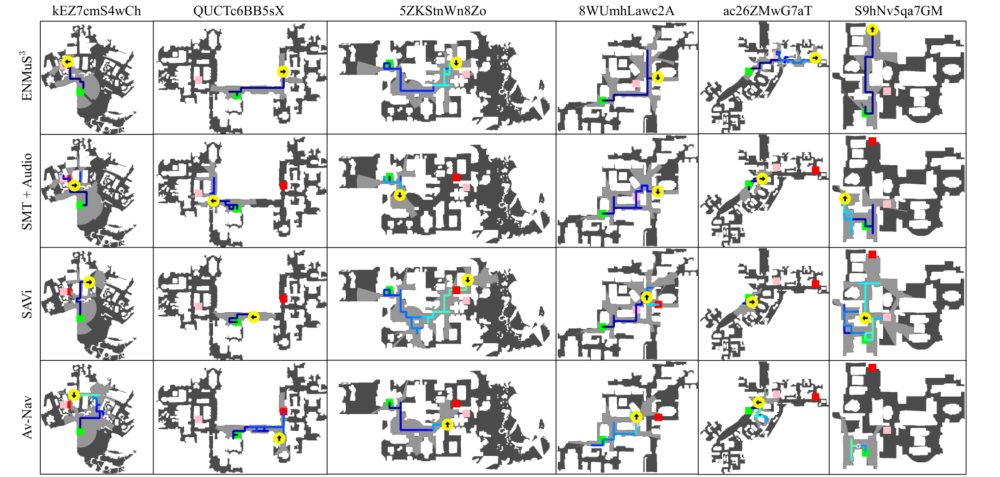 kEZ7cmS4wCh QUCTc6BB5sX 5ZKStnWn8Zo 8WUmhLawc2A ac26ZMwG7aT S9hNv5qa7GM
ENMuS³
SMT + Audio
SAVi
Av-Nav